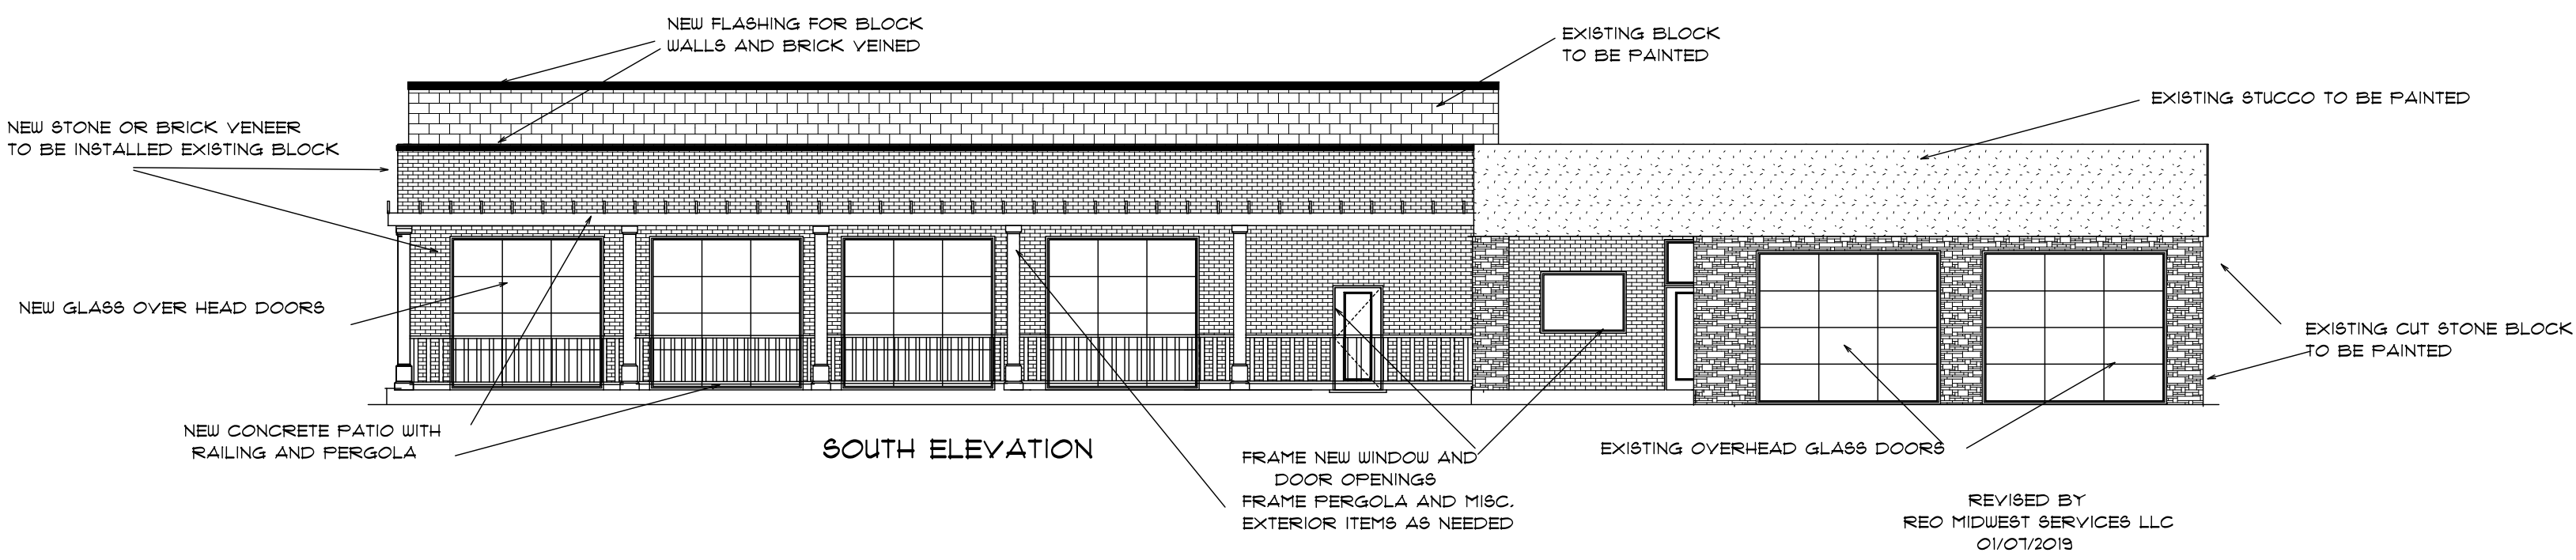 NEW FLASHING FOR BLOCK
WALLS AND BRICK VEINED
EXISTING BLOCK
TO BE PAINTED
EXISTING STUCCO TO BE PAINTED
NEW STONE OR BRICK VENEER
TO BE INSTALLED EXISTING BLOCK
NEW GLASS OVER HEAD DOORS
EXISTING CUT STONE BLOCK
TO BE PAINTED
NEW CONCRETE PATIO WITH
RAILING AND PERGOLA
SOUTH ELEVATION
FRAME NEW WINDOW AND
DOOR OPENINGS
FRAME PERGOLA AND MISC.
EXTERIOR ITEMS AS NEEDED
EXISTING OVERHEAD GLASS DOORS
REVISED BY
REO MIDWEST SERVICES LLC
01/07/2019